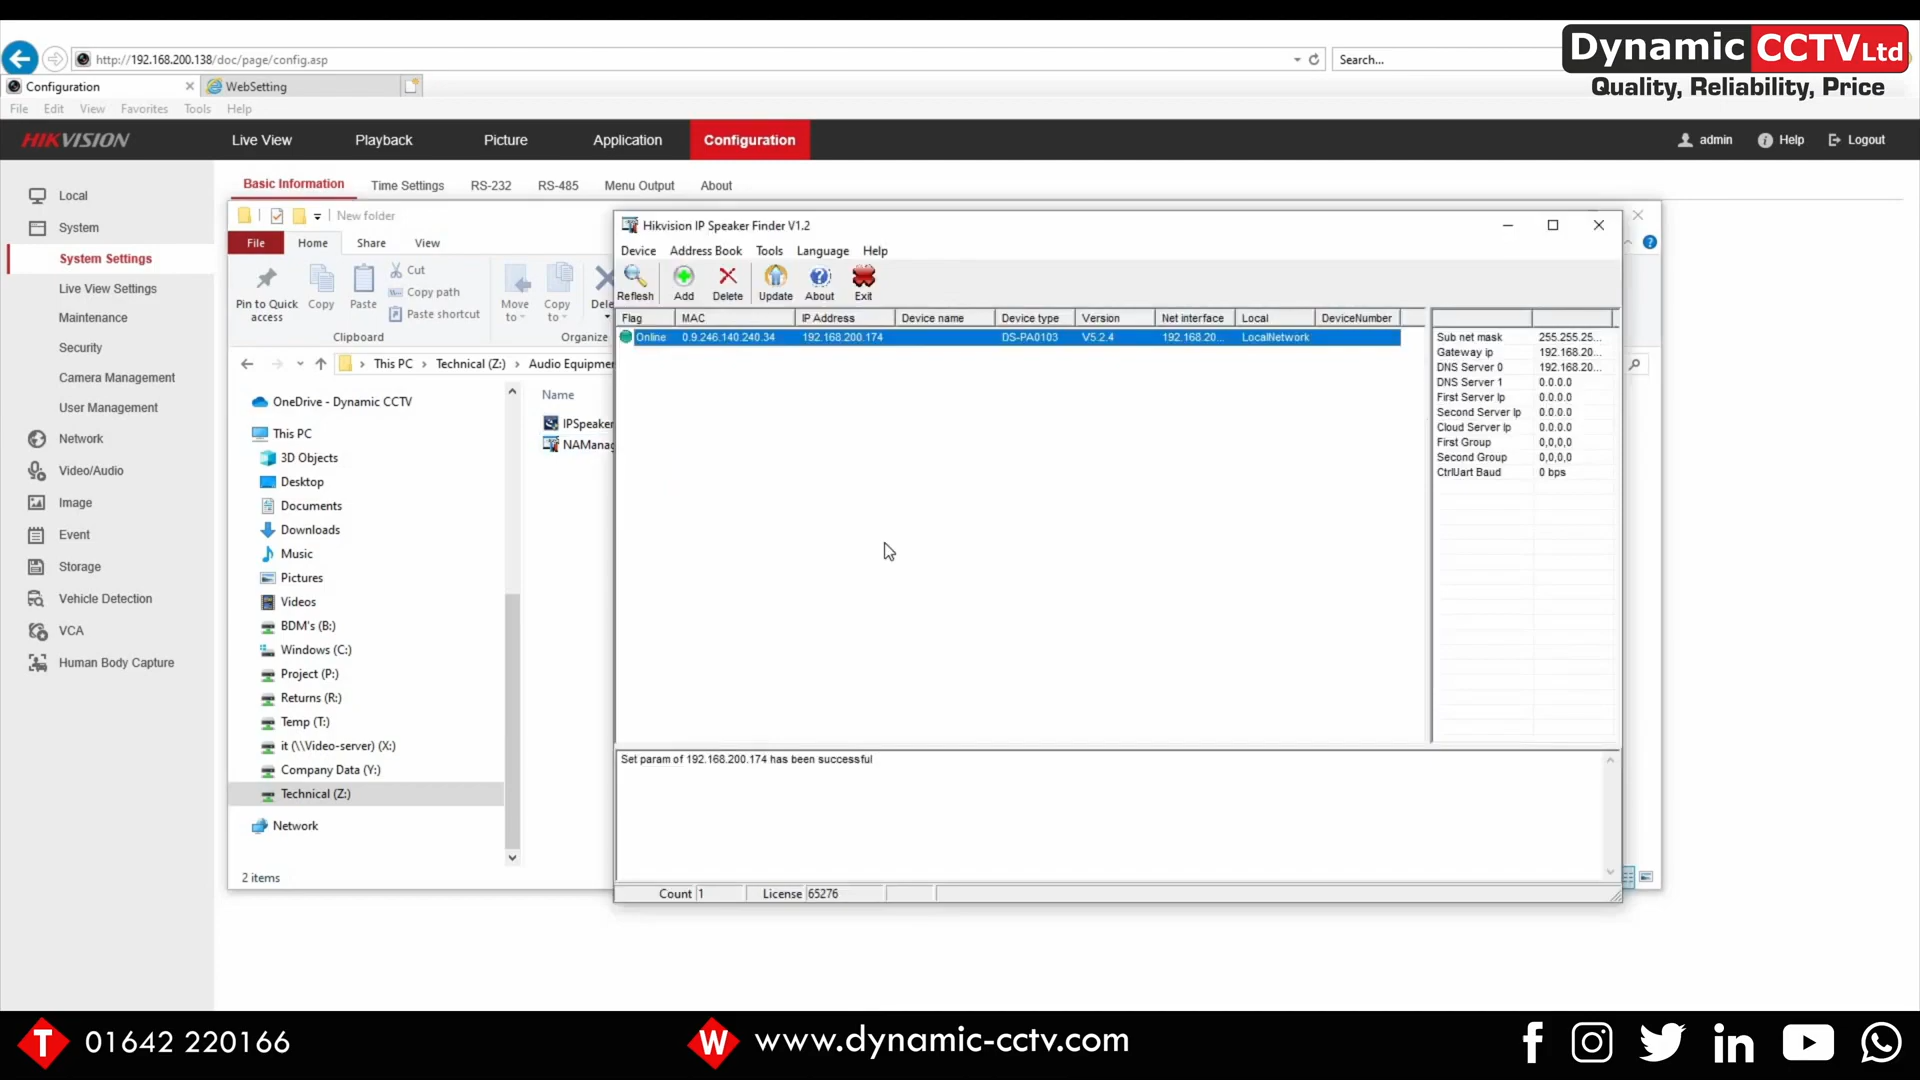 Dynamic CCTV Ltd
Quality, Reliability, Price
http://192.168.200.138/doc/page/config.asp
Search...
Configuration
WebSetting
File Edit View Favorites Tools Help
HIKVISION
Live View Playback Picture Application Configuration
admin Help Logout
Local
System
System Settings
Live View Settings
Maintenance
Security
Camera Management
User Management
Network
Video/Audio
Image
Event
Storage
Vehicle Detection
VCA
Human Body Capture
Basic Information Time Settings RS-232 RS-485 Menu Output About
New folder
File Home Share View
Pin to Quick access
Copy
Paste
Cut
Copy path
Paste shortcut
Move to
Copy to
Dele
Clipboard
Organize
This PC > Technical (Z:) > Audio Equipmen
Name
IPSpeaker
NAManag
OneDrive - Dynamic CCTV
This PC
3D Objects
Desktop
Documents
Downloads
Music
Pictures
Videos
BDM's (B:)
Windows (C:)
Project (P:)
Returns (R:)
Temp (T:)
it (\\Video-server) (X:)
Company Data (Y:)
Technical (Z:)
Network
2 items
Hikvision IP Speaker Finder V1.2
Device Address Book Tools Language Help
Reflesh Add Delete Update About Exit
Flag MAC IP Address Device name Device type Version Net interface Local DeviceNumber
Online 0.9.246.140.240.34 192.168.200.174 DS-PA0103 V5.2.4 192.168.20... LocalNetwork
Sub net mask 255.255.25...
Gateway ip 192.168.20...
DNS Server 0 192.168.20...
DNS Server 1 0.0.0.0
First Server Ip 0.0.0.0
Second Server Ip 0.0.0.0
Cloud Server Ip 0.0.0.0
First Group 0,0,0,0
Second Group 0,0,0,0
CtrlUart Baud 0 bps
Set param of 192.168.200.174 has been successful
Count 1 License 65276
T 01642 220166
W www.dynamic-cctv.com